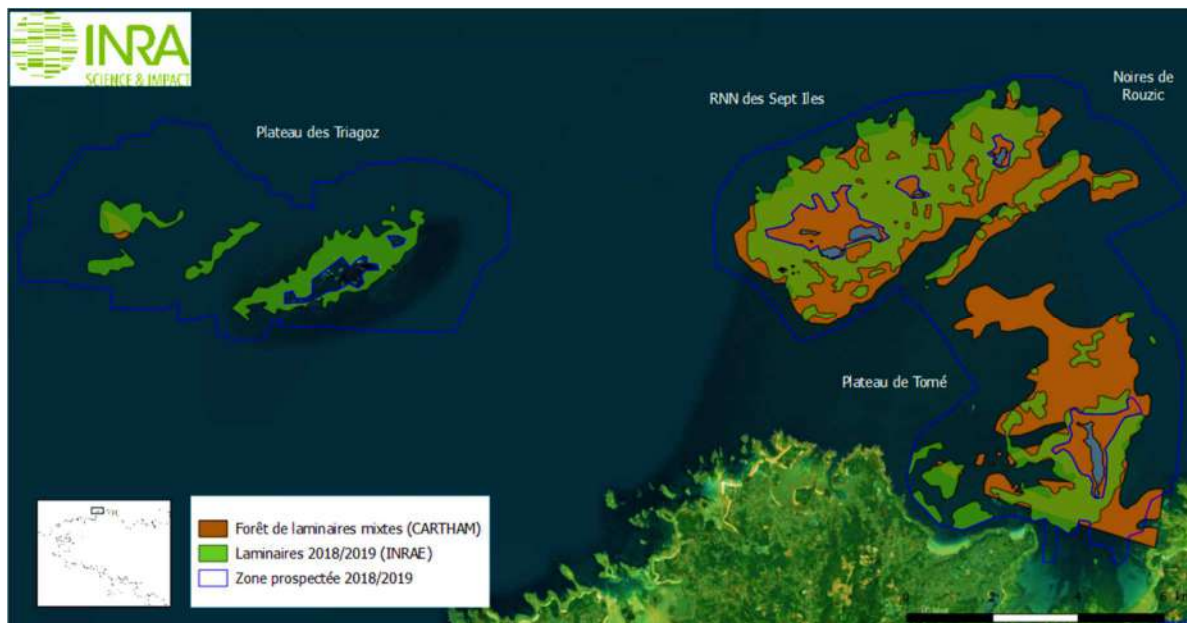 INRA
SCIENCE & IMPACT
Noires de
Rouzic
RNN des Sept Iles
Plateau des Triagoz
Plateau de Tomé
Forêt de laminaires mixtes (CARTHAM)
Laminaires 2018/2019 (INRAE)
Zone prospectée 2018/2019